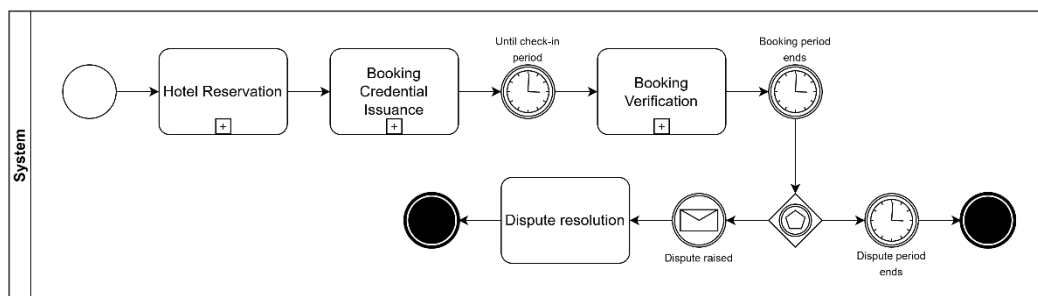 System
Hotel Reservation
Booking
Credential
Issuance
Until check-in
period
Booking
Verification
Booking period
ends
Dispute resolution
Dispute raised
Dispute period
ends